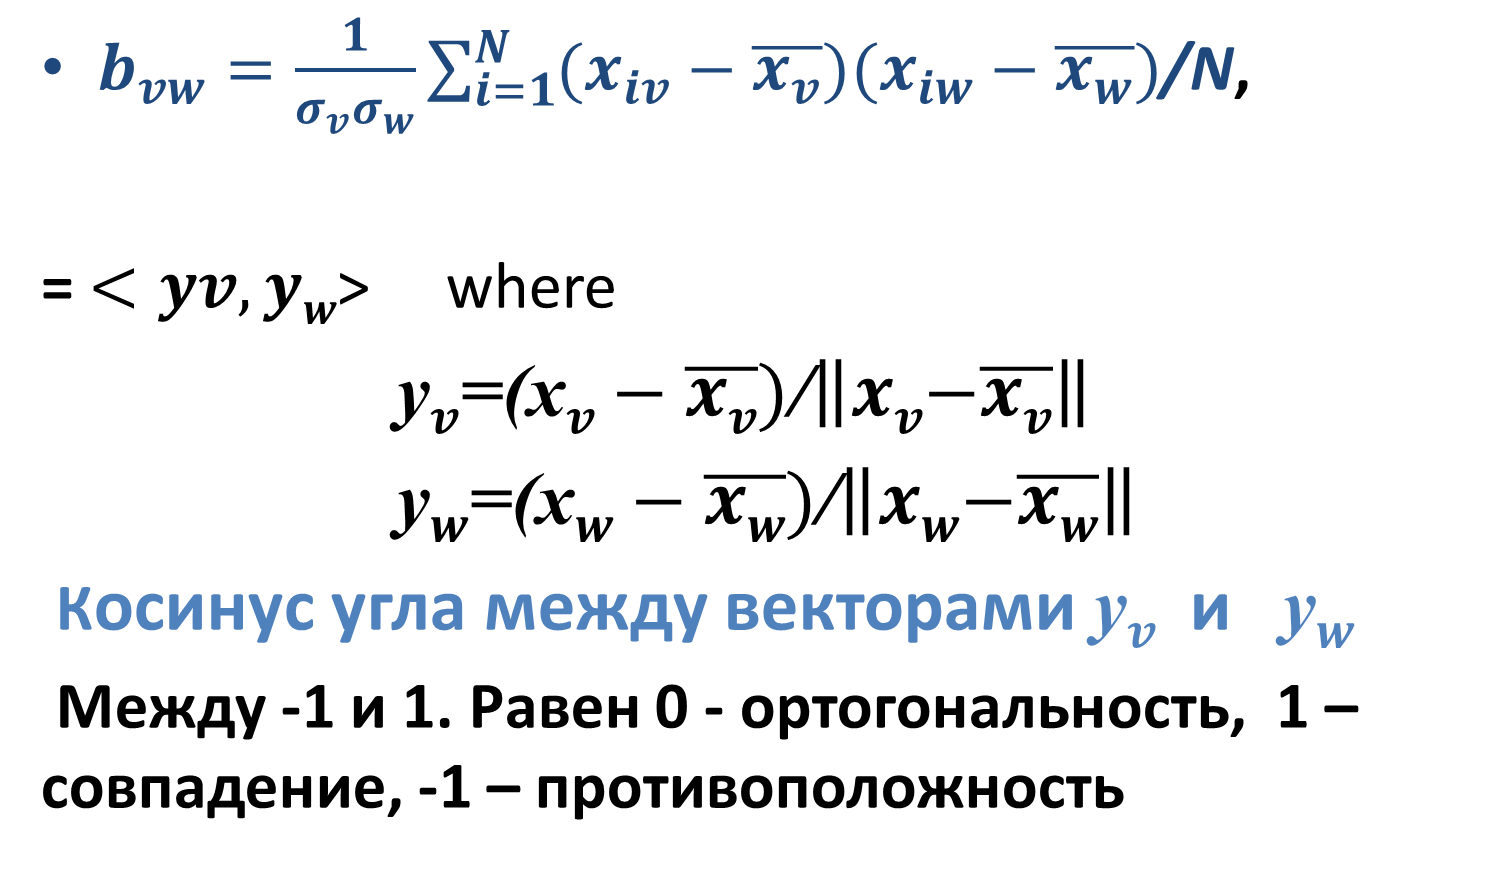 • b_vw = 1/(σ_v σ_w) ∑_{i=1}^{N} (x_iv − x̅_v)(x_iw − x̅_w)/N,
= < yv, y_w> where
y_v=(x_v − x̅_v)/‖x_v−x̅_v‖
y_w=(x_w − x̅_w)/‖x_w−x̅_w‖
Косинус угла между векторами y_v и y_w
Между -1 и 1. Равен 0 - ортогональность, 1 –
совпадение, -1 – противоположность